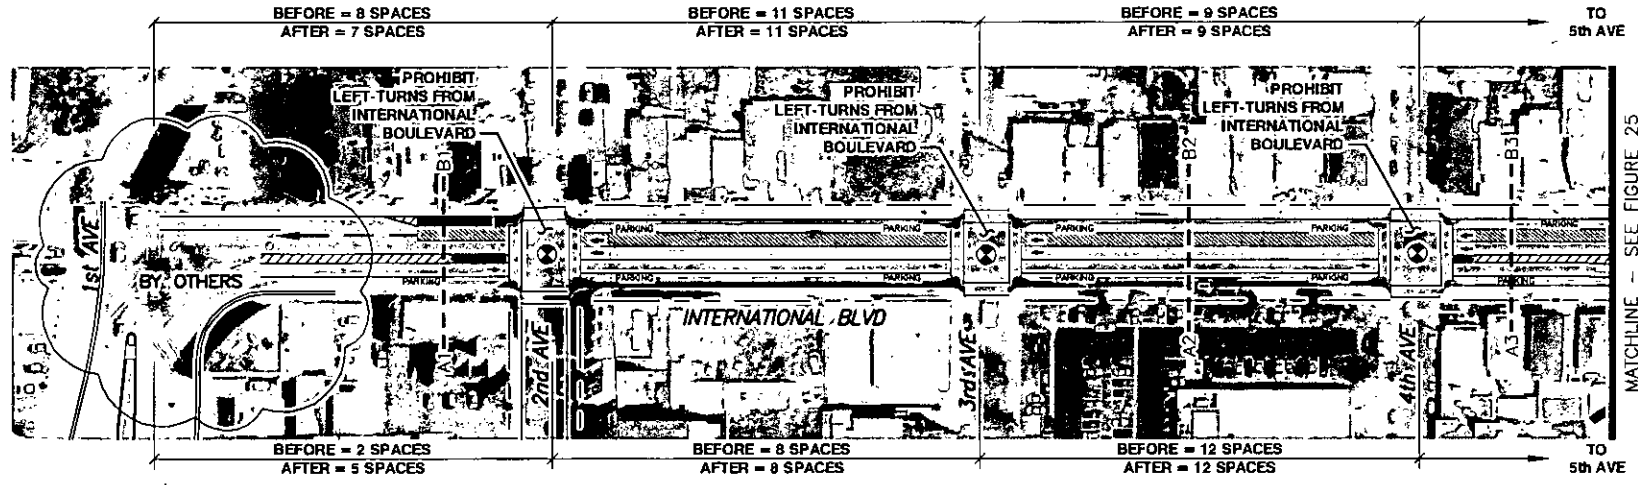 BEFORE = 8 SPACES
AFTER = 7 SPACES
BEFORE = 11 SPACES
AFTER = 11 SPACES
BEFORE = 9 SPACES
AFTER = 9 SPACES
TO
5th AVE
PROHIBIT
LEFT-TURNS FROM
INTERNATIONAL
BOULEVARD
PROHIBIT
LEFT-TURNS FROM
INTERNATIONAL
BOULEVARD
PROHIBIT
LEFT-TURNS FROM
INTERNATIONAL
BOULEVARD
B1
B2
B3
MATCHLINE - SEE FIGURE 25
1st AVE
BY OTHERS
PARKING
PARKING
PARKING
PARKING
PARKING
PARKING
PARKING
PARKING
PARKING
PARKING
PARKING
PARKING
INTERNATIONAL BLVD
A1
2nd AVE
3rd AVE
A2
4th AVE
A3
BEFORE = 2 SPACES
AFTER = 5 SPACES
BEFORE = 8 SPACES
AFTER = 8 SPACES
BEFORE = 12 SPACES
AFTER = 12 SPACES
TO
5th AVE